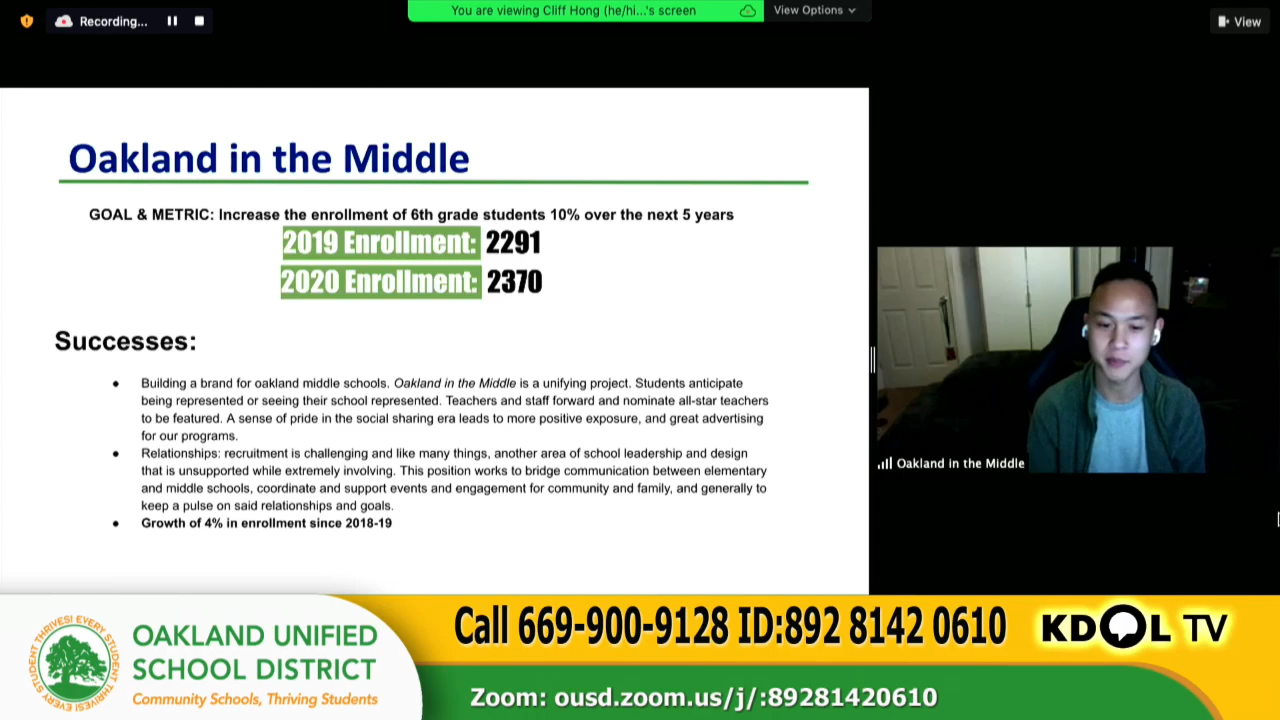 Recording...
You are viewing Cliff Hong (he/hi...'s screen
View Options
View
Oakland in the Middle
GOAL & METRIC: Increase the enrollment of 6th grade students 10% over the next 5 years
2019 Enrollment: 2291
2020 Enrollment: 2370
Successes:
● Building a brand for oakland middle schools. Oakland in the Middle is a unifying project. Students anticipate
being represented or seeing their school represented. Teachers and staff forward and nominate all-star teachers
to be featured. A sense of pride in the social sharing era leads to more positive exposure, and great advertising
for our programs.
● Relationships: recruitment is challenging and like many things, another area of school leadership and design
that is unsupported while extremely involving. This position works to bridge communication between elementary
and middle schools, coordinate and support events and engagement for community and family, and generally to
keep a pulse on said relationships and goals.
● Growth of 4% in enrollment since 2018-19
Oakland in the Middle
EVERY STUDENT THRIVES! EVERY STUDENT THRIVES!
OAKLAND UNIFIED
SCHOOL DISTRICT
Community Schools, Thriving Students
Call 669-900-9128 ID:892 8142 0610
KDOL TV
Zoom: ousd.zoom.us/j/:89281420610